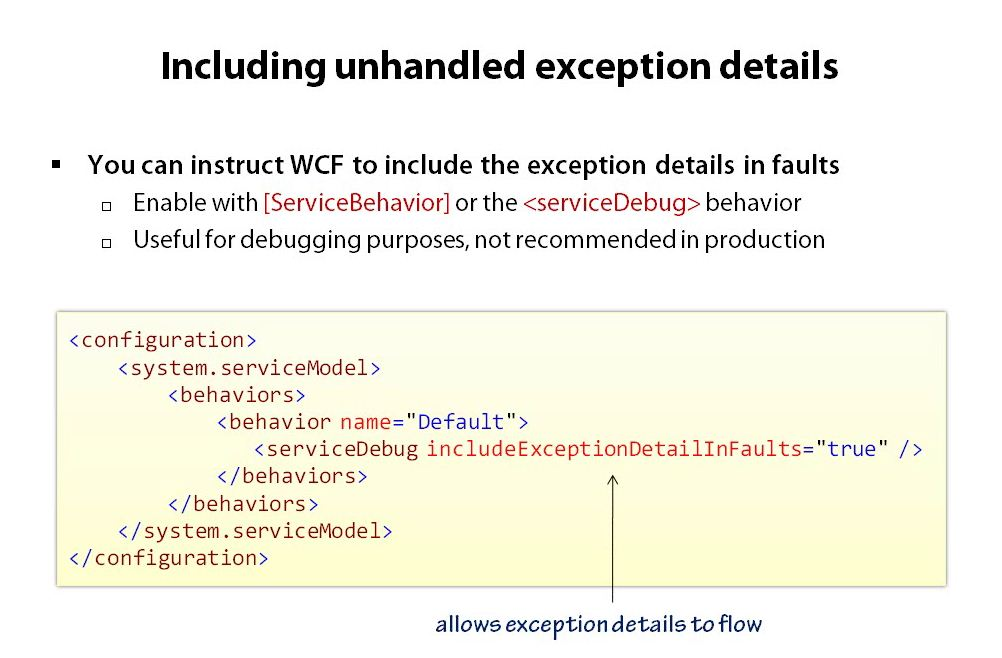 Including unhandled exception details
You can instruct WCF to include the exception details in faults
Enable with [ServiceBehavior] or the <serviceDebug> behavior
Useful for debugging purposes, not recommended in production
<configuration>
<system.serviceModel>
<behaviors>
<behavior name="Default">
<serviceDebug includeExceptionDetailInFaults="true" />
</behaviors>
</behaviors>
</system.serviceModel>
</configuration>
allows exception details to flow